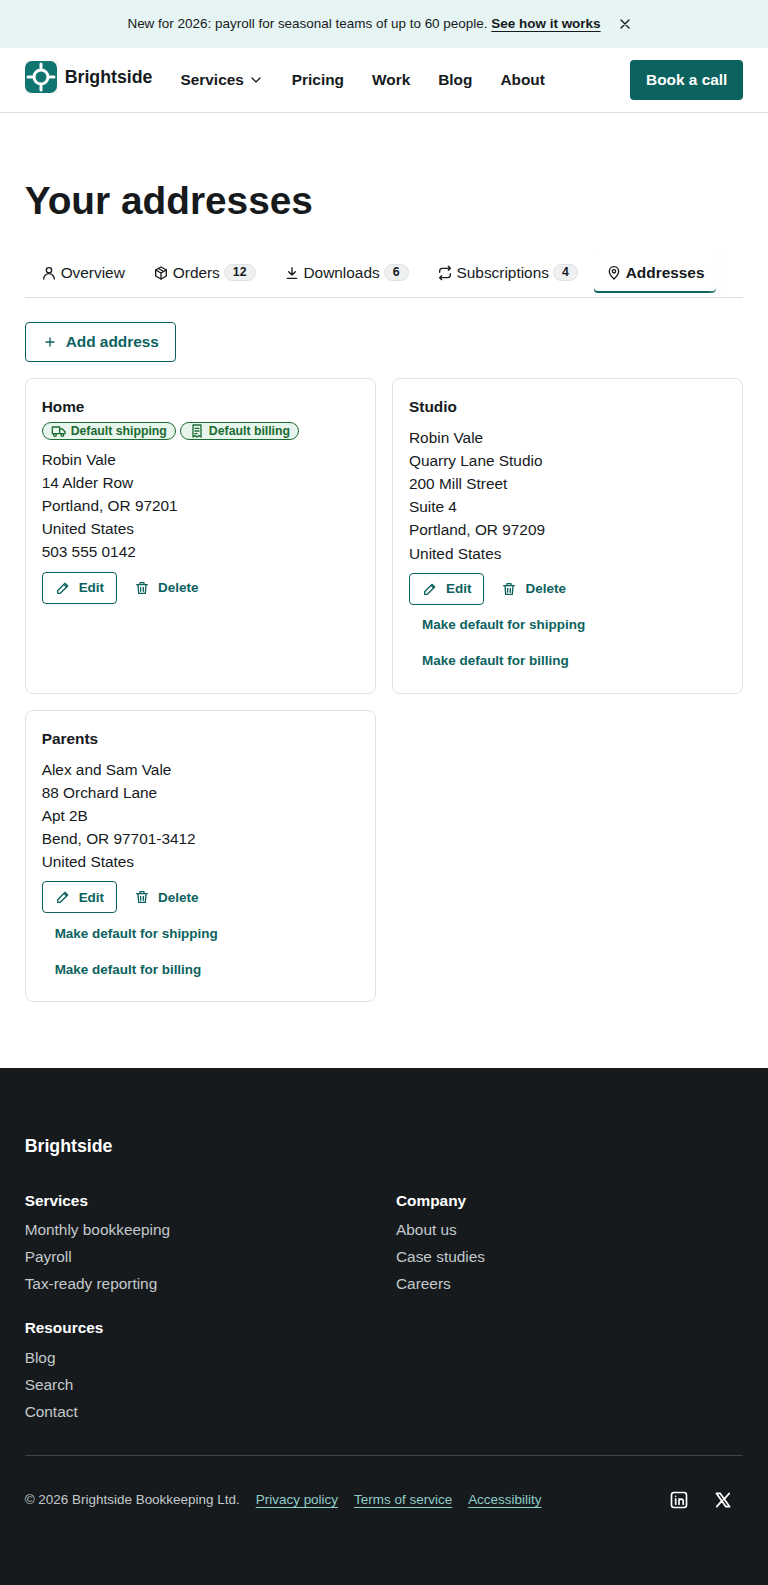 New for 2026: payroll for seasonal teams of up to 60 people. See how it works
Brightside
Services
Pricing
Work
Blog
About
Book a call
Your addresses
Overview
Orders 12
Downloads 6
Subscriptions 4
Addresses
Add address
Home
Default shipping
Default billing
Robin Vale
14 Alder Row
Portland, OR 97201
United States
503 555 0142
Edit
Delete
Studio
Robin Vale
Quarry Lane Studio
200 Mill Street
Suite 4
Portland, OR 97209
United States
Edit
Delete
Make default for shipping
Make default for billing
Parents
Alex and Sam Vale
88 Orchard Lane
Apt 2B
Bend, OR 97701-3412
United States
Edit
Delete
Make default for shipping
Make default for billing
Brightside
Services
Monthly bookkeeping
Payroll
Tax-ready reporting
Company
About us
Case studies
Careers
Resources
Blog
Search
Contact
© 2026 Brightside Bookkeeping Ltd.
Privacy policy
Terms of service
Accessibility